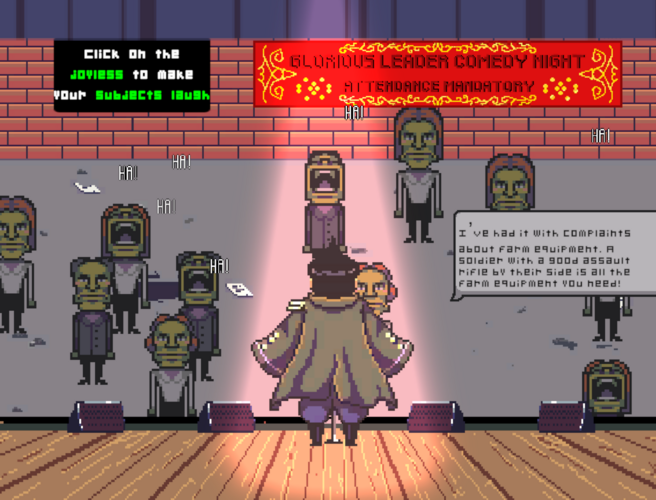 Click on the
Joyless to make
your subjects laugh
GLORIOUS LEADER COMEDY NIGHT
ATTENDANCE MANDATORY
HA!
HA!
HA!
HA!
HA!
HA!
I've had it with complaints
about farm equipment. A
soldier with a good assault
rifle by their side is all the
farm equipment you need!